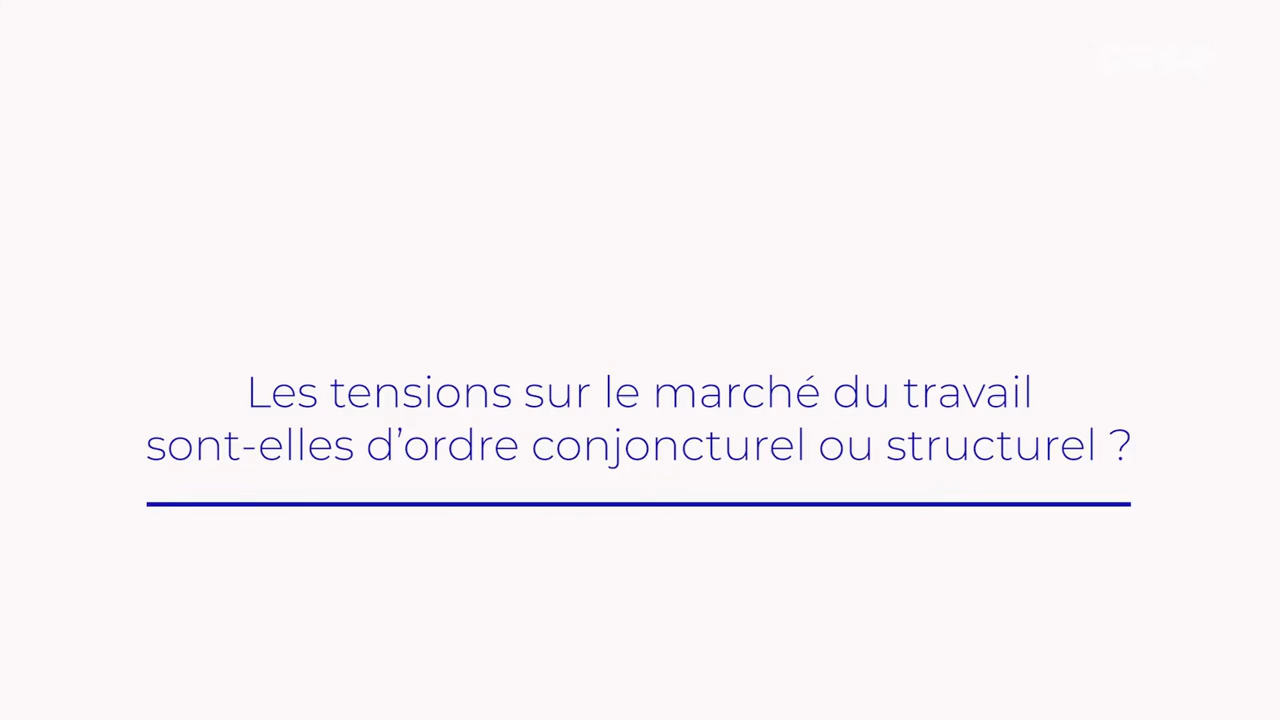 Les tensions sur le marché du travail
sont-elles d’ordre conjoncturel ou structurel ?